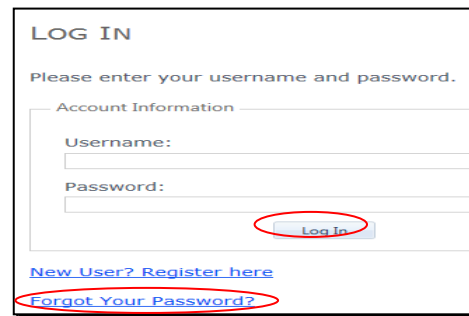 LOG IN
Please enter your username and password.
Account Information
Username:
Password:
Log In
New User? Register here
Forgot Your Password?